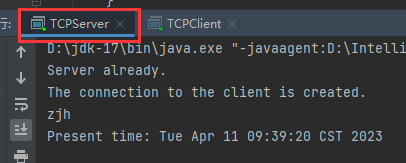 行:
TCPServer
TCPClient
D:\jdk-17\bin\java.exe "-javaagent:D:\Intelli
Server already.
The connection to the client is created.
zjh
Present time: Tue Apr 11 09:39:20 CST 2023